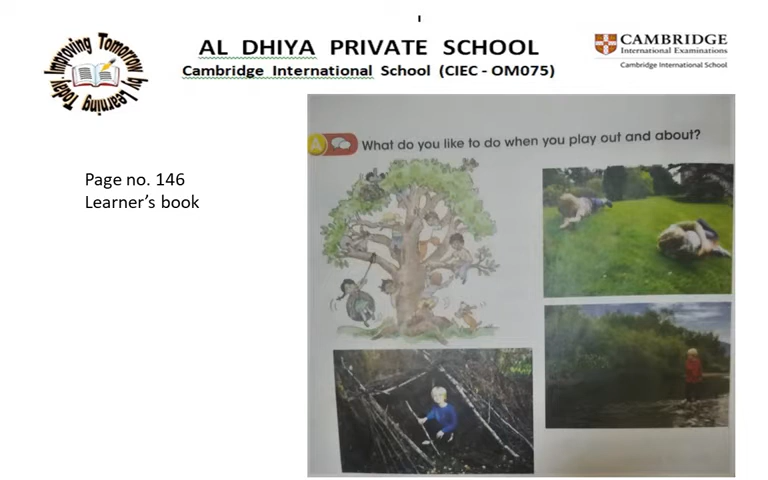 Improving Tomorrow by Learning Today
AL DHIYA PRIVATE SCHOOL
Cambridge International School (CIEC - OM075)
CAMBRIDGE
International Examinations
Cambridge International School
Page no. 146
Learner’s book
A
What do you like to do when you play out and about?